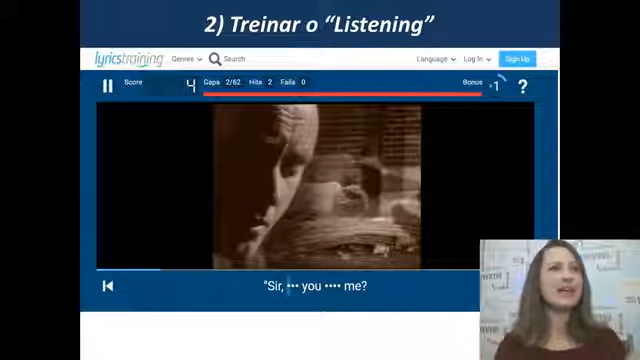 2) Treinar o “Listening”
lyricstraining Genres Search Language Log In Sign Up
Score 4 Gaps 2/62 Hits 2 Fails 0 Bonus x1 ?
"Sir, ••• you •••• me?